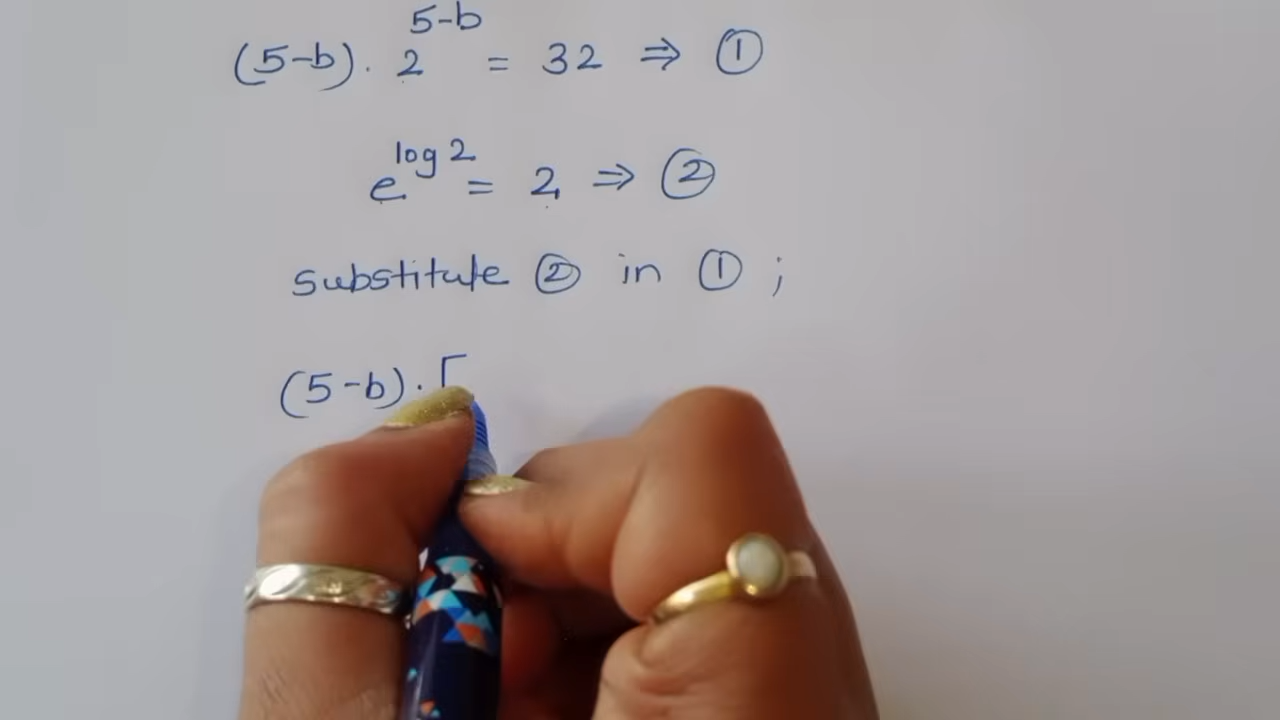 (5-b). 2^{5-b} = 32 ⇒ ①
e^{log 2} = 2 ⇒ ②
substitute ② in ① ;
(5-b). [